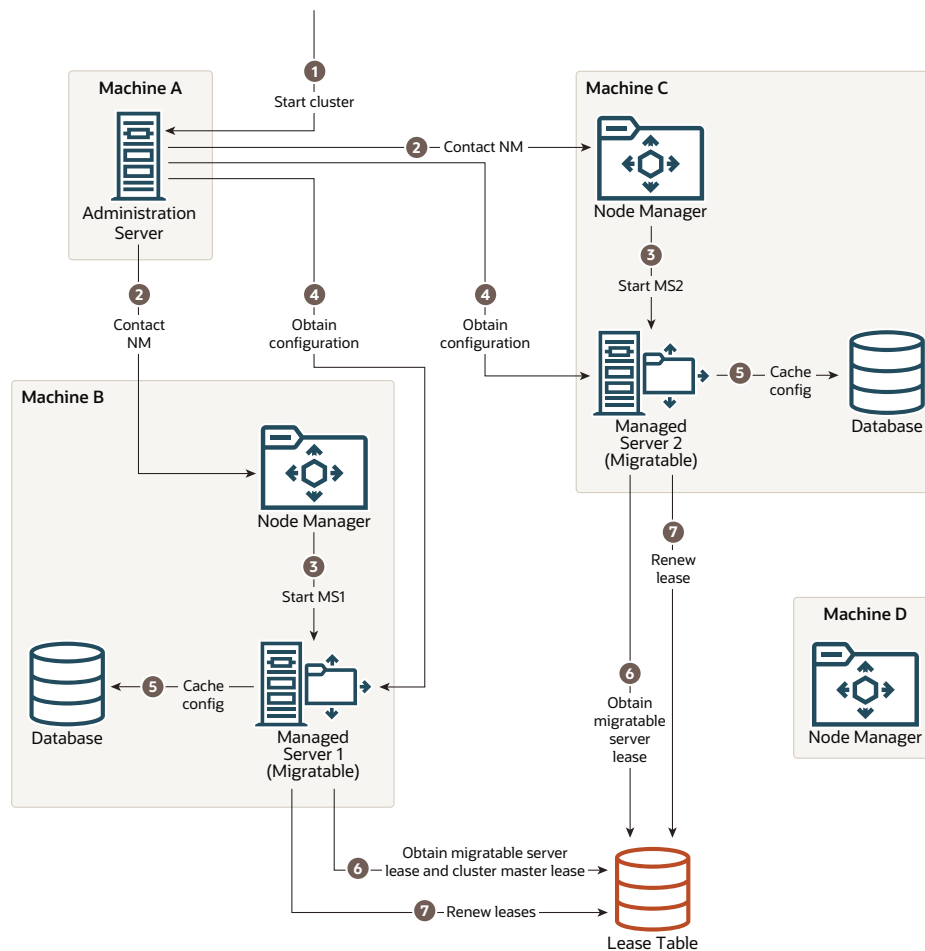 1
Start cluster
Machine A
Administration
Server
2 Contact NM
Machine C
Node Manager
3
Start MS2
2
Contact
NM
4
Obtain
configuration
4
Obtain
configuration
Managed
Server 2
(Migratable)
5 Cache
config
Database
Machine B
Node Manager
3
Start MS1
5 Cache
config
Database
Managed
Server 1
(Migratable)
7
Renew
lease
6
Obtain
migratable
server
lease
Machine D
Node Manager
6 Obtain migratable server
lease and cluster master lease
7 Renew leases
Lease Table